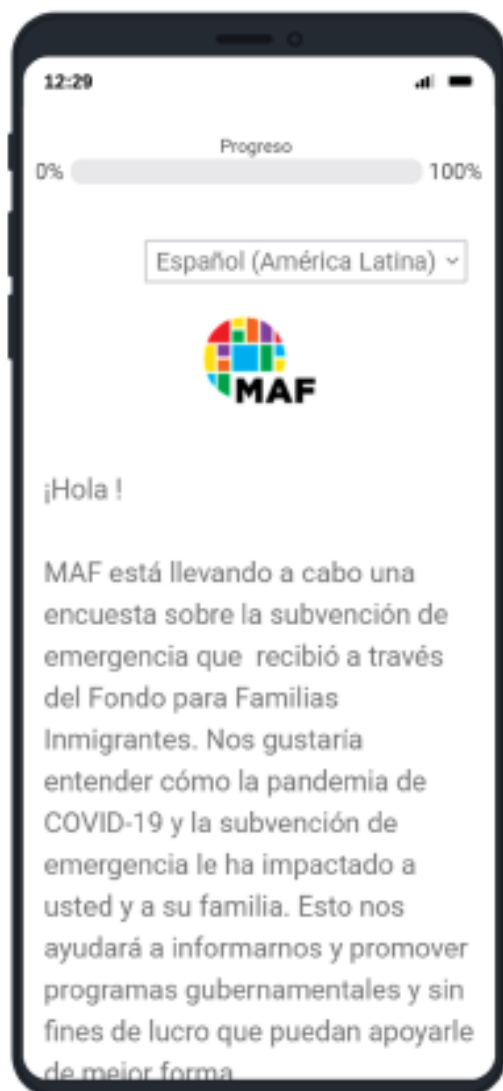 12:29
Progreso
0% 100%
Español (América Latina)
MAF
¡Hola !
MAF está llevando a cabo una
encuesta sobre la subvención de
emergencia que recibió a través
del Fondo para Familias
Inmigrantes. Nos gustaría
entender cómo la pandemia de
COVID-19 y la subvención de
emergencia le ha impactado a
usted y a su familia. Esto nos
ayudará a informarnos y promover
programas gubernamentales y sin
fines de lucro que puedan apoyarle
de mejor forma